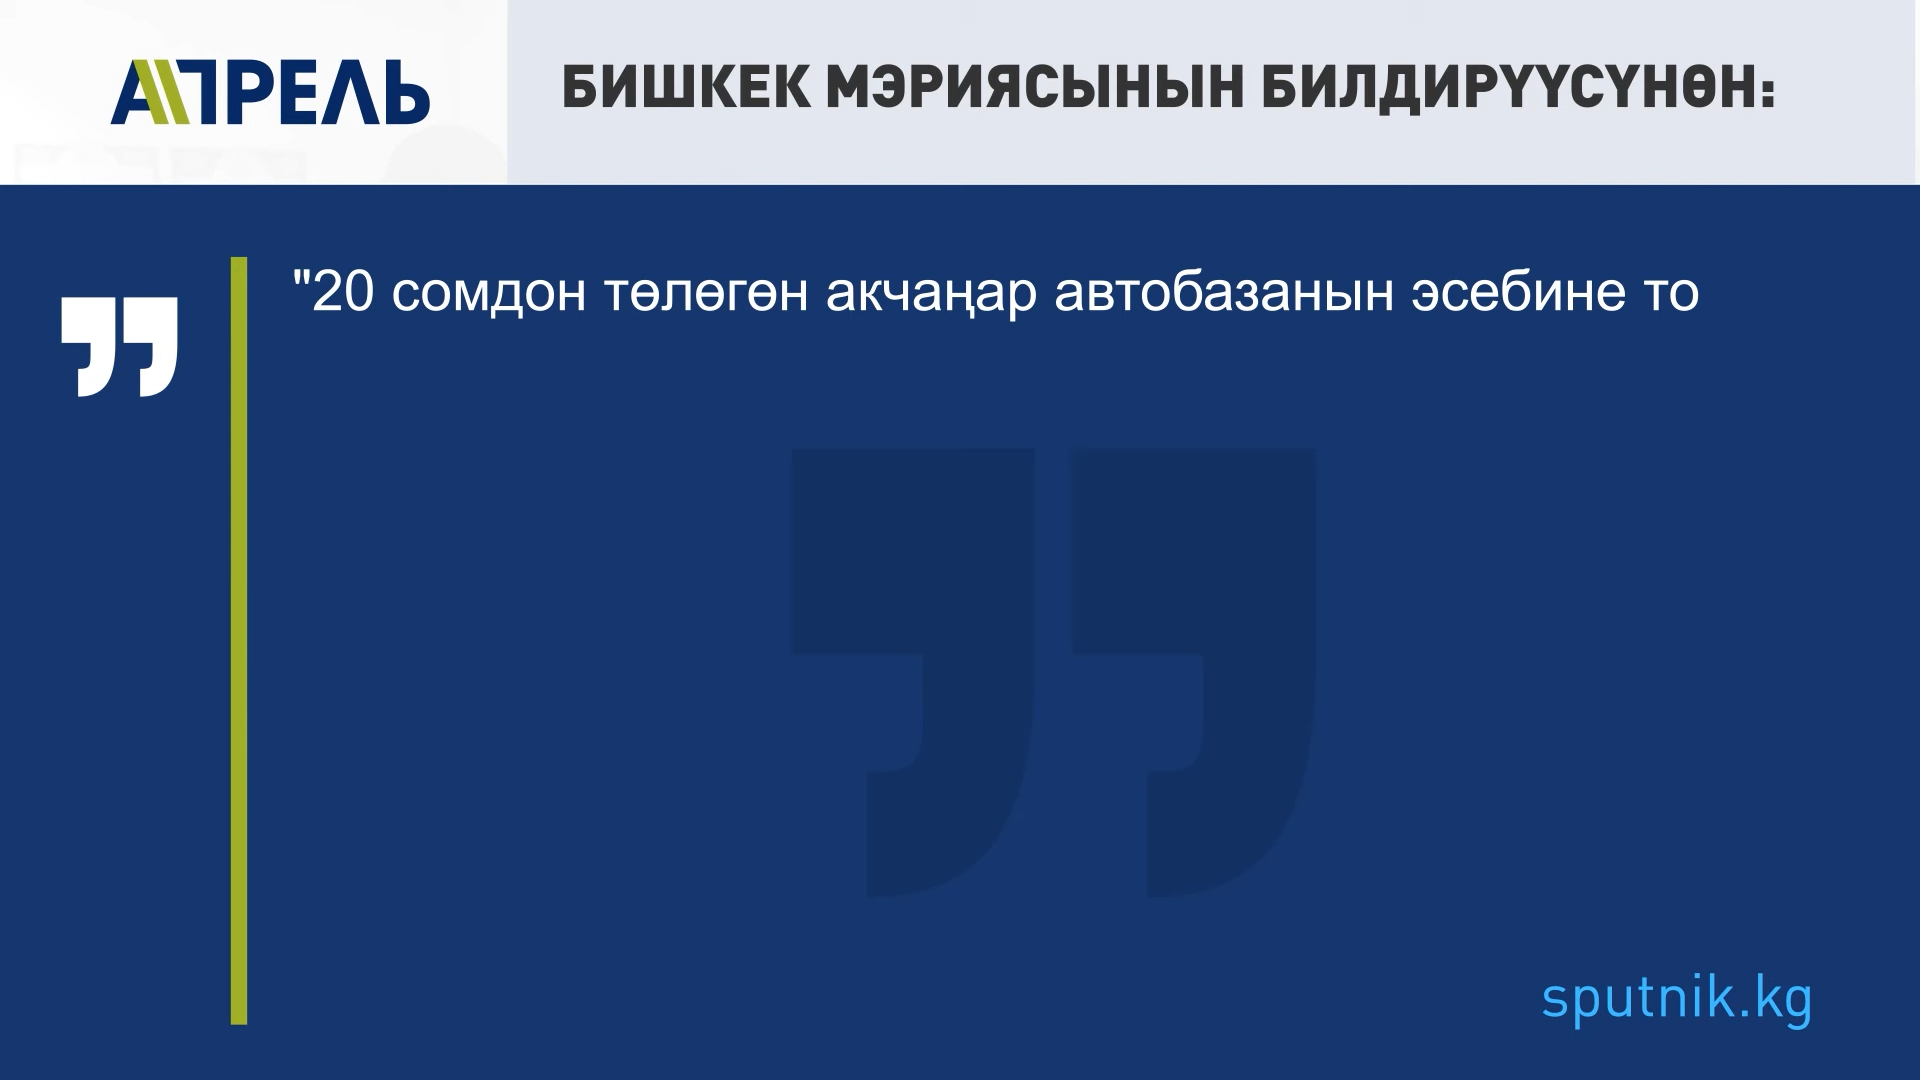 АПРЕЛЬ
БИШКЕК МЭРИЯСЫНЫН БИЛДИРҮҮСҮНӨН:
"20 сомдон төлөгөн акчаңар автобазанын эсебине то
sputnik.kg